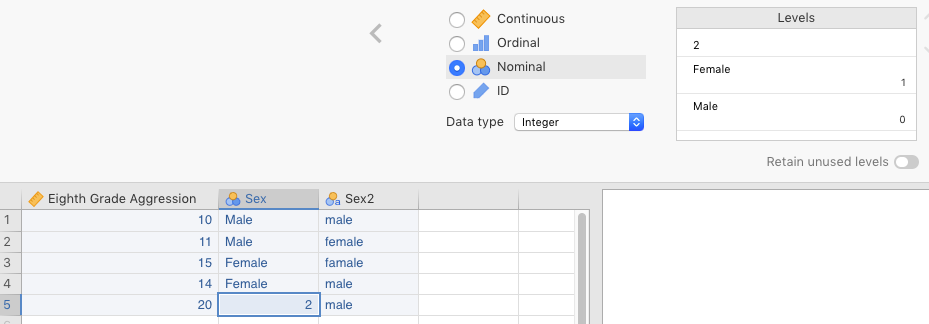 Continuous
Ordinal
Nominal
ID
Data type Integer
Levels
2
Female
1
Male
0
Retain unused levels
Eighth Grade Aggression Sex a Sex2
1 10 Male male
2 11 Male female
3 15 Female famale
4 14 Female male
5 20 2 male